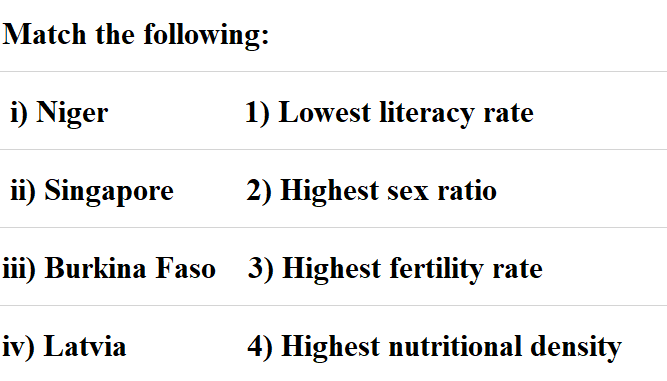 Match the following:
i) Niger 1) Lowest literacy rate
ii) Singapore 2) Highest sex ratio
iii) Burkina Faso 3) Highest fertility rate
iv) Latvia 4) Highest nutritional density